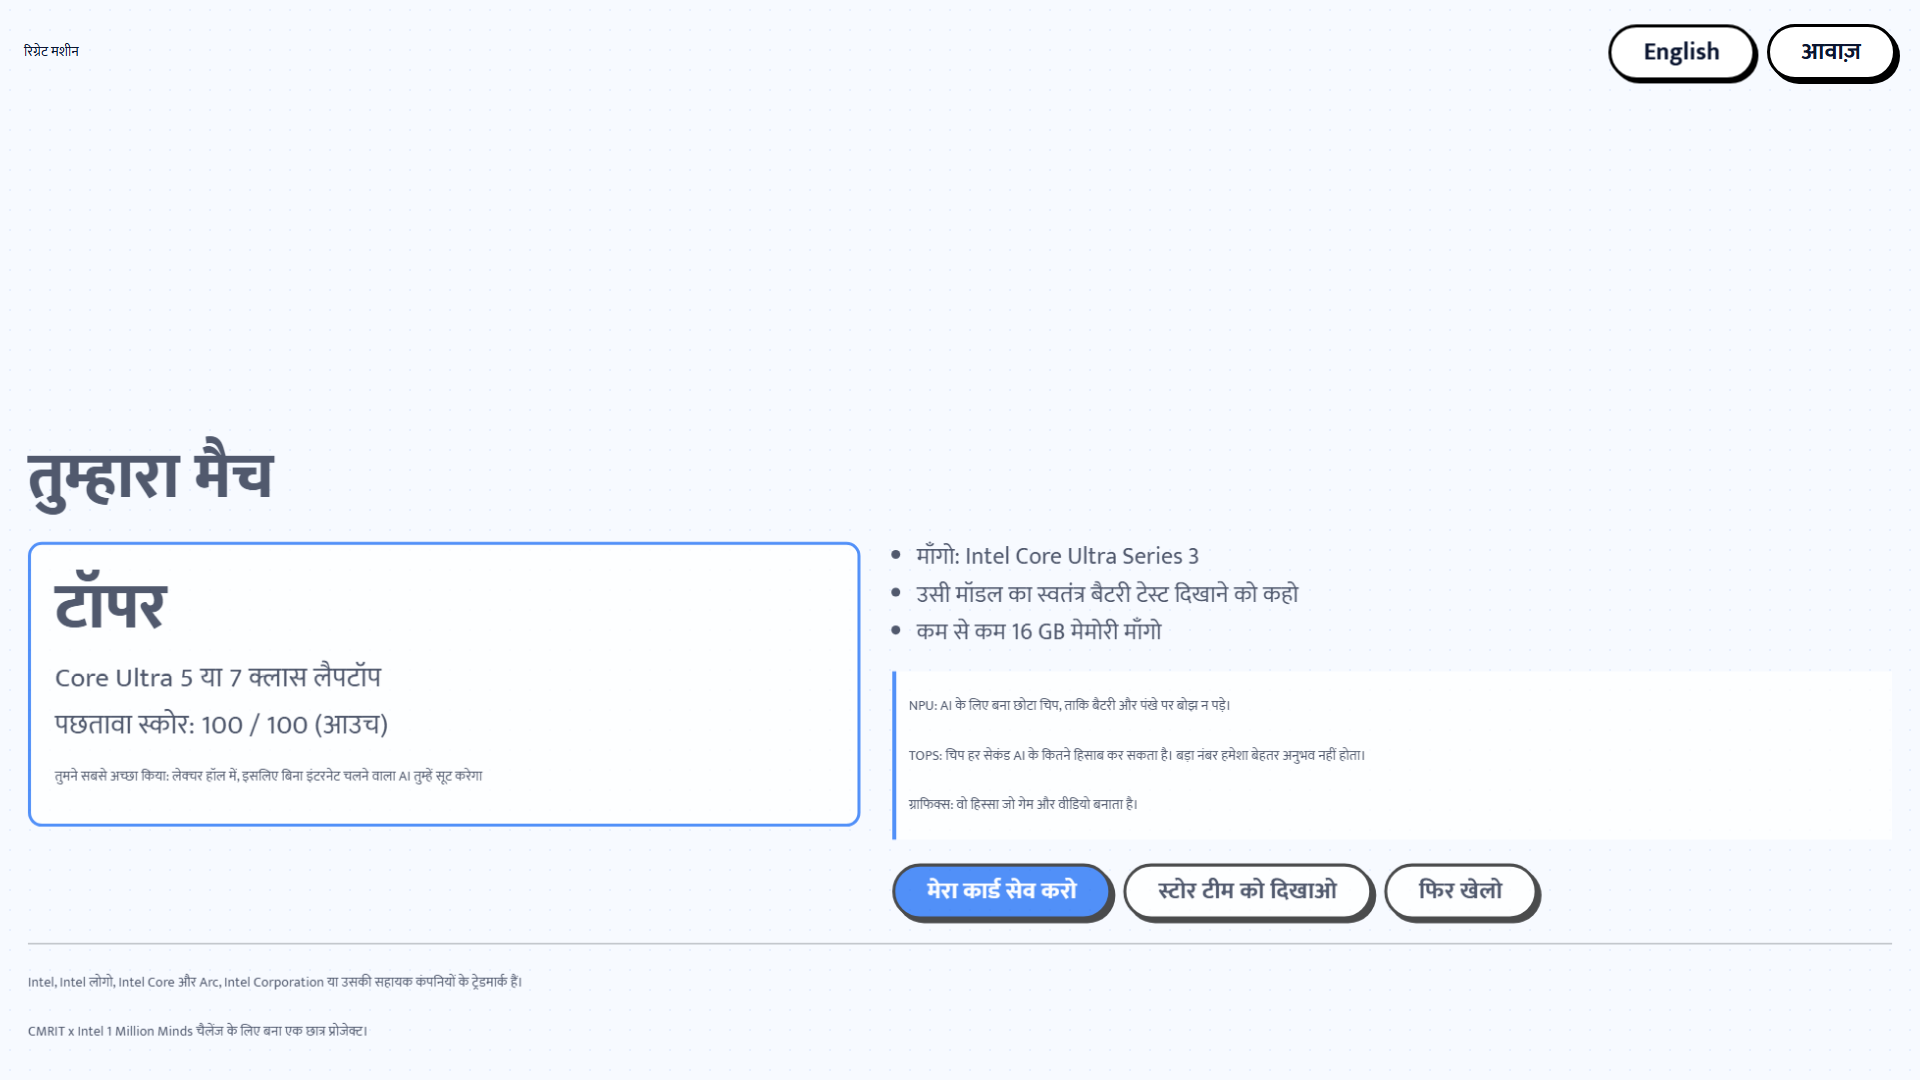 रिग्रेट मशीन
English
आवाज़
तुम्हारा मैच
टॉपर
Core Ultra 5 या 7 क्लास लैपटॉप
पछतावा स्कोर: 100 / 100 (आउच)
तुमने सबसे अच्छा किया: लेक्चर हॉल में, इसलिए बिना इंटरनेट चलने वाला AI तुम्हें सूट करेगा
माँगो: Intel Core Ultra Series 3
उसी मॉडल का स्वतंत्र बैटरी टेस्ट दिखाने को कहो
कम से कम 16 GB मेमोरी माँगो
NPU: AI के लिए बना छोटा चिप, ताकि बैटरी और पंखे पर बोझ न पड़े।
TOPS: चिप हर सेकंड AI के कितने हिसाब कर सकता है। बड़ा नंबर हमेशा बेहतर अनुभव नहीं होता।
ग्राफिक्स: वो हिस्सा जो गेम और वीडियो बनाता है।
मेरा कार्ड सेव करो
स्टोर टीम को दिखाओ
फिर खेलो
Intel, Intel लोगो, Intel Core और Arc, Intel Corporation या उसकी सहायक कंपनियों के ट्रेडमार्क हैं।
CMRIT x Intel 1 Million Minds चैलेंज के लिए बना एक छात्र प्रोजेक्ट।